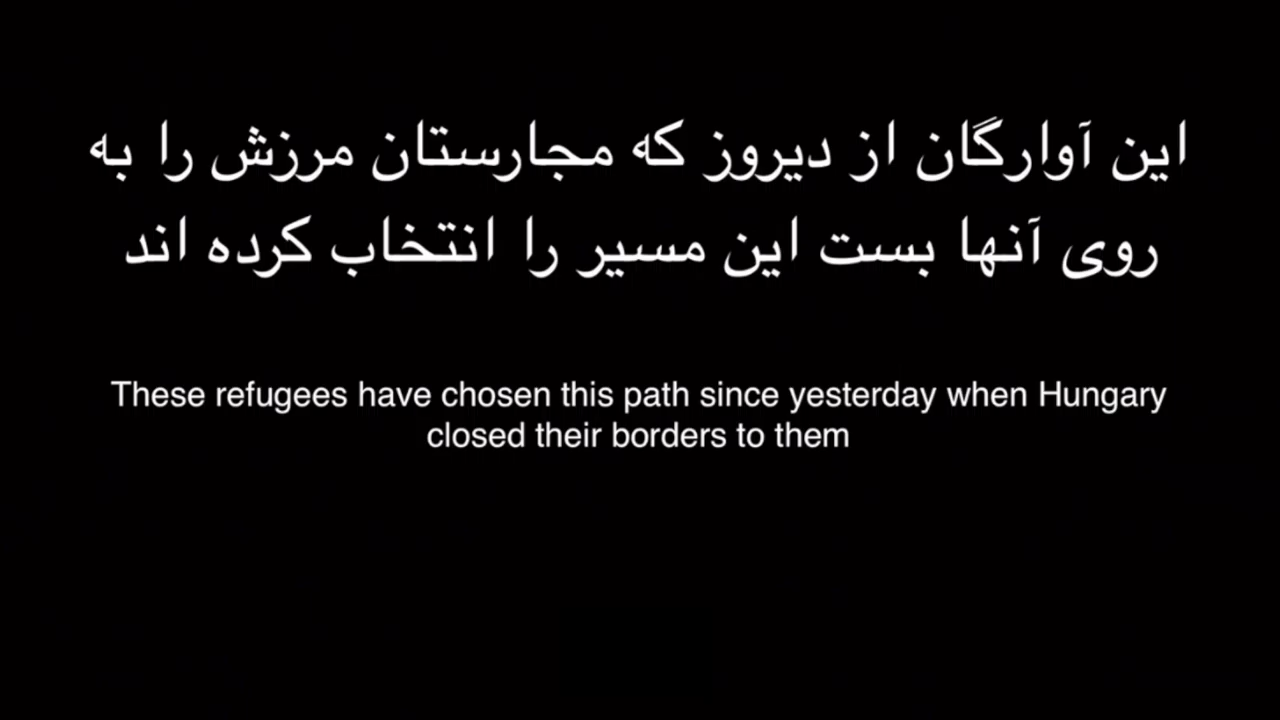 این آوارگان از دیروز که مجارستان مرزش را به
روی آنها بست این مسیر را انتخاب کرده اند
These refugees have chosen this path since yesterday when Hungary
closed their borders to them